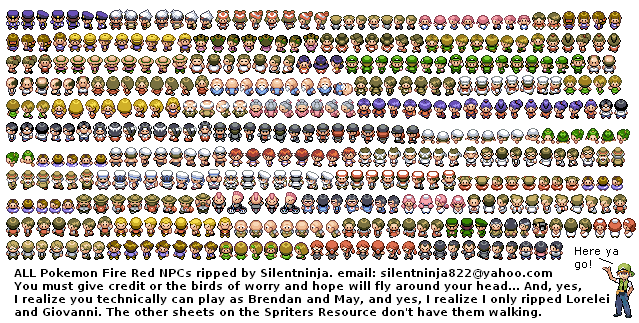 Here ya
go!
ALL Pokemon Fire Red NPCs ripped by Silentninja. email: silentninja822@yahoo.com
You must give credit or the birds of worry and hope will fly around your head... And, yes,
I realize you technically can play as Brendan and May, and yes, I realize I only ripped Lorelei
and Giovanni. The other sheets on the Spriters Resource don't have them walking.